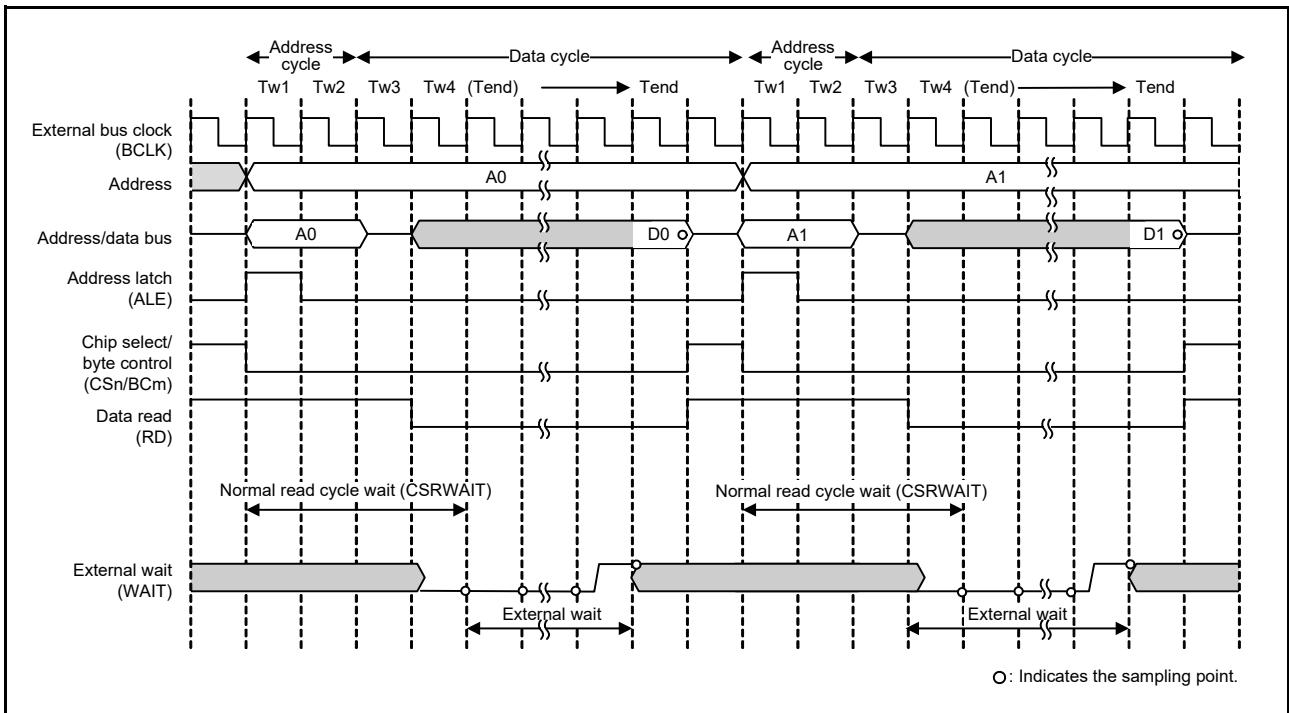 Address
cycle
Data cycle
Address
cycle
Data cycle
Tw1 Tw2 Tw3 Tw4 (Tend) Tend Tw1 Tw2 Tw3 Tw4 (Tend) Tend
External bus clock
(BCLK)
Address A0 A1
Address/data bus A0 D0 A1 D1
Address latch
(ALE)
Chip select/
byte control
(CSn/BCm)
Data read
(RD)
Normal read cycle wait (CSRWAIT) Normal read cycle wait (CSRWAIT)
External wait
(WAIT)
External wait External wait
: Indicates the sampling point.